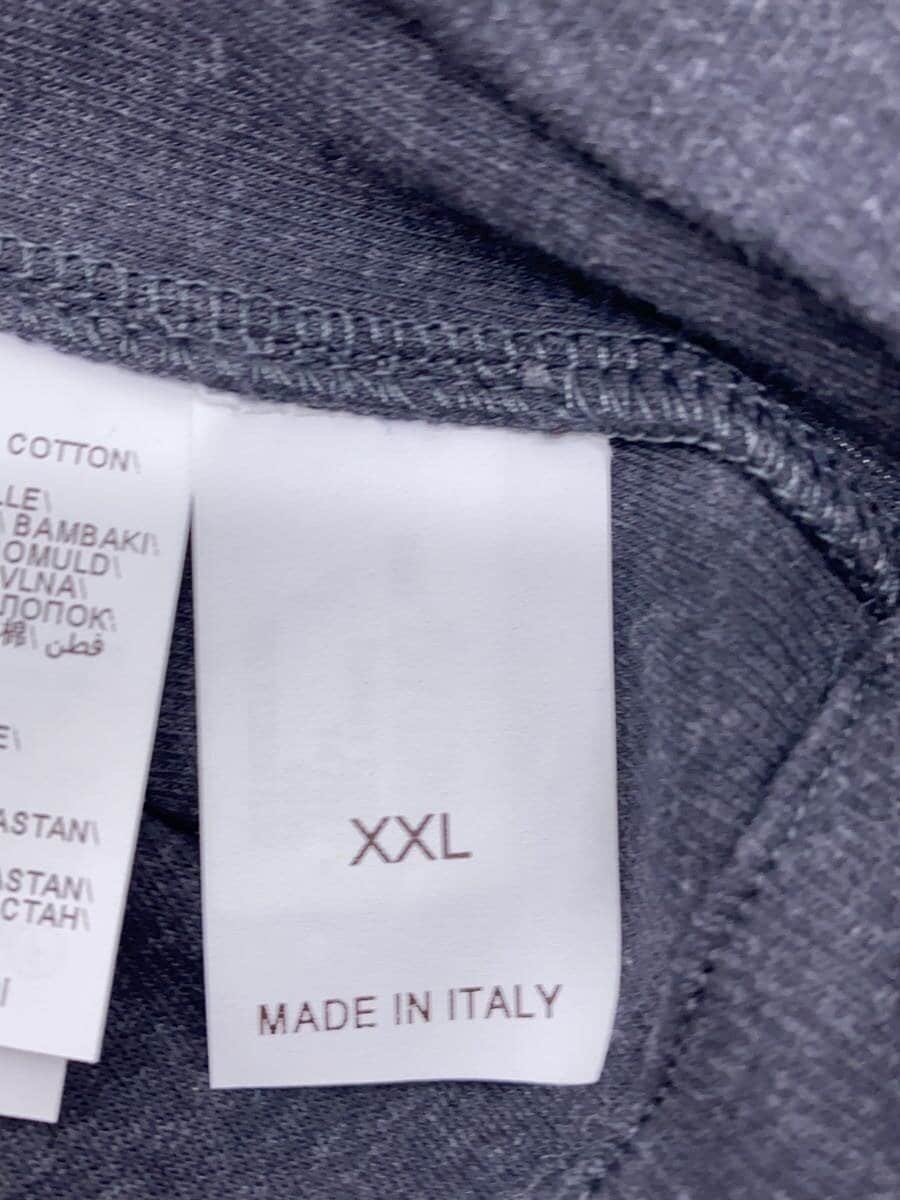 COTTON\
LLE\
\ BAMBAKI\
OMULD\
VLNA\
ЛОПОК\
棉\ قطن
E\
ASTAN\
ASTAN\
СТАН\
XXL
MADE IN ITALY